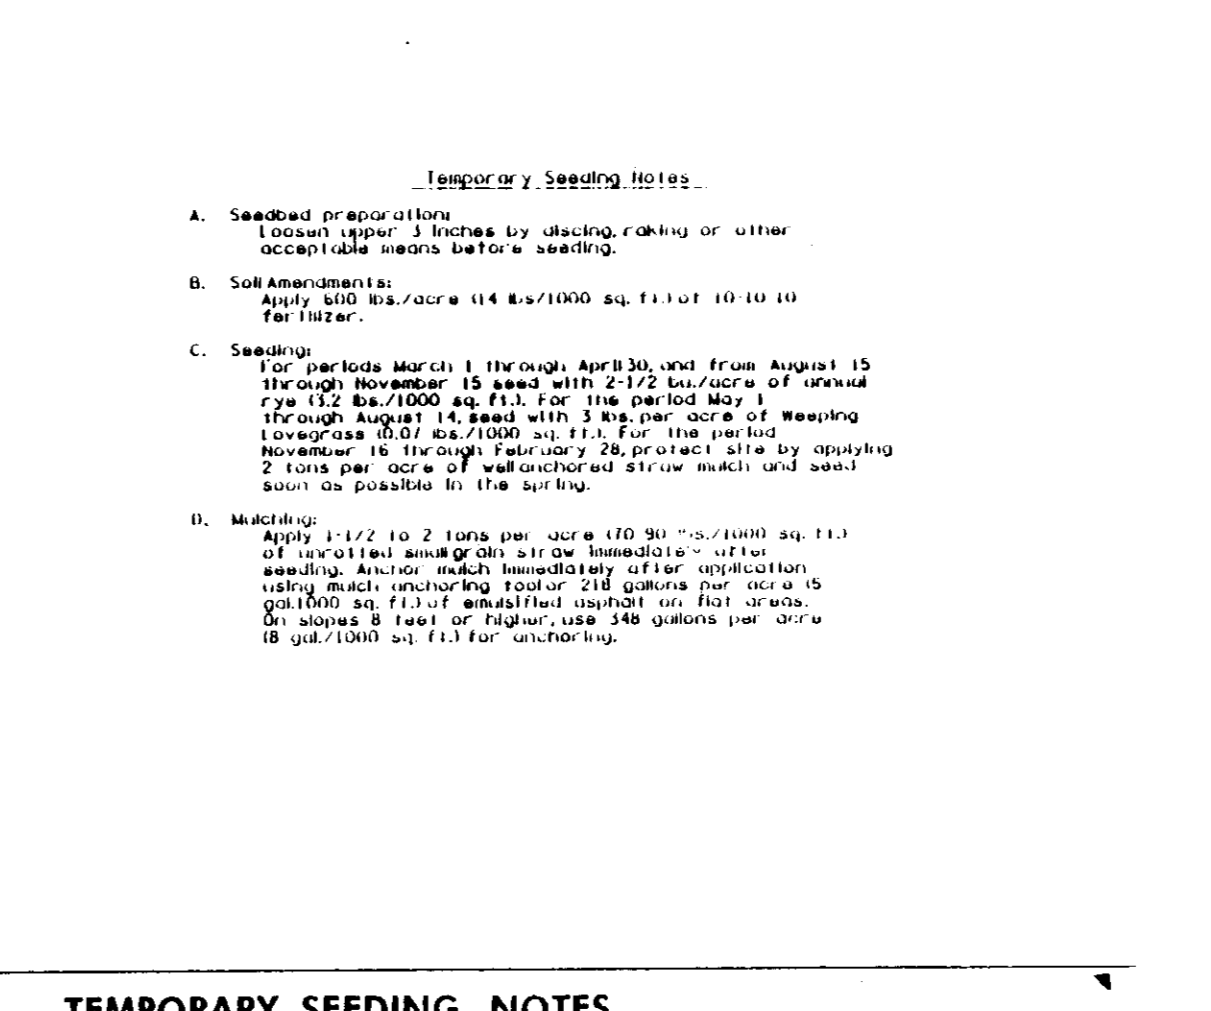 Temporary Seeding Notes
A. Seedbed preparation:
Loosen upper 3 inches by discing, raking or other
acceptable means before seeding.
B. Soil Amendments:
Apply 600 lbs./acre (14 lbs/1000 sq. ft.) of 10-10-10
fertilizer.
C. Seeding:
For periods March 1 through April 30, and from August 15
through November 15 seed with 2-1/2 bu./acre of annual
rye (3.2 lbs./1000 sq. ft.). For the period May 1
through August 14, seed with 3 lbs. per acre of Weeping
Lovegrass (0.07 lbs./1000 sq. ft.). For the period
November 16 through February 28, protect site by applying
2 tons per acre of well anchored straw mulch and seed
soon as possible in the spring.
D. Mulching:
Apply 1-1/2 to 2 tons per acre (70-90 lbs./1000 sq. ft.)
of unrotted small grain straw immediately after
seeding. Anchor mulch immediately after application
using mulch anchoring tool or 218 gallons per acre (5
gal.1000 sq. ft.) of emulsified asphalt on flat areas.
On slopes 8 feet or higher, use 348 gallons per acre
(8 gal./1000 sq. ft.) for anchoring.
TEMPORARY SEEDING NOTES